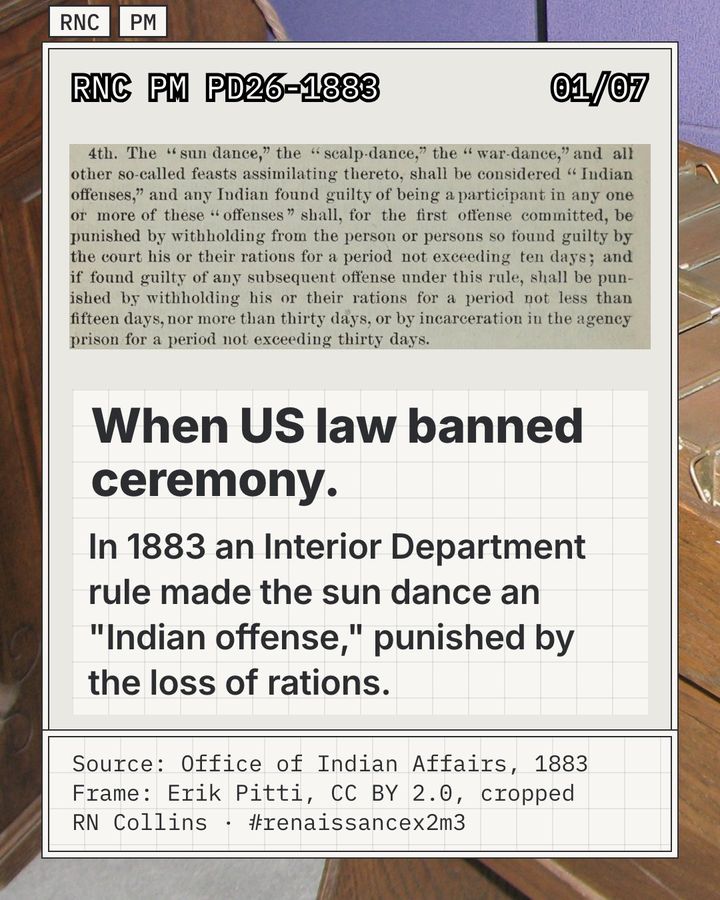 RNC PM
RNC PM PD26-1883 01/07
4th. The “sun dance,” the “scalp-dance,” the “war-dance,” and all
other so-called feasts assimilating thereto, shall be considered “Indian
offenses,” and any Indian found guilty of being a participant in any one
or more of these “offenses” shall, for the first offense committed, be
punished by withholding from the person or persons so found guilty by
the court his or their rations for a period not exceeding ten days; and
if found guilty of any subsequent offense under this rule, shall be pun-
ished by withholding his or their rations for a period not less than
fifteen days, nor more than thirty days, or by incarceration in the agency
prison for a period not exceeding thirty days.
When US law banned
ceremony.
In 1883 an Interior Department
rule made the sun dance an
"Indian offense," punished by
the loss of rations.
Source: Office of Indian Affairs, 1883
Frame: Erik Pitti, CC BY 2.0, cropped
RN Collins · #renaissancex2m3